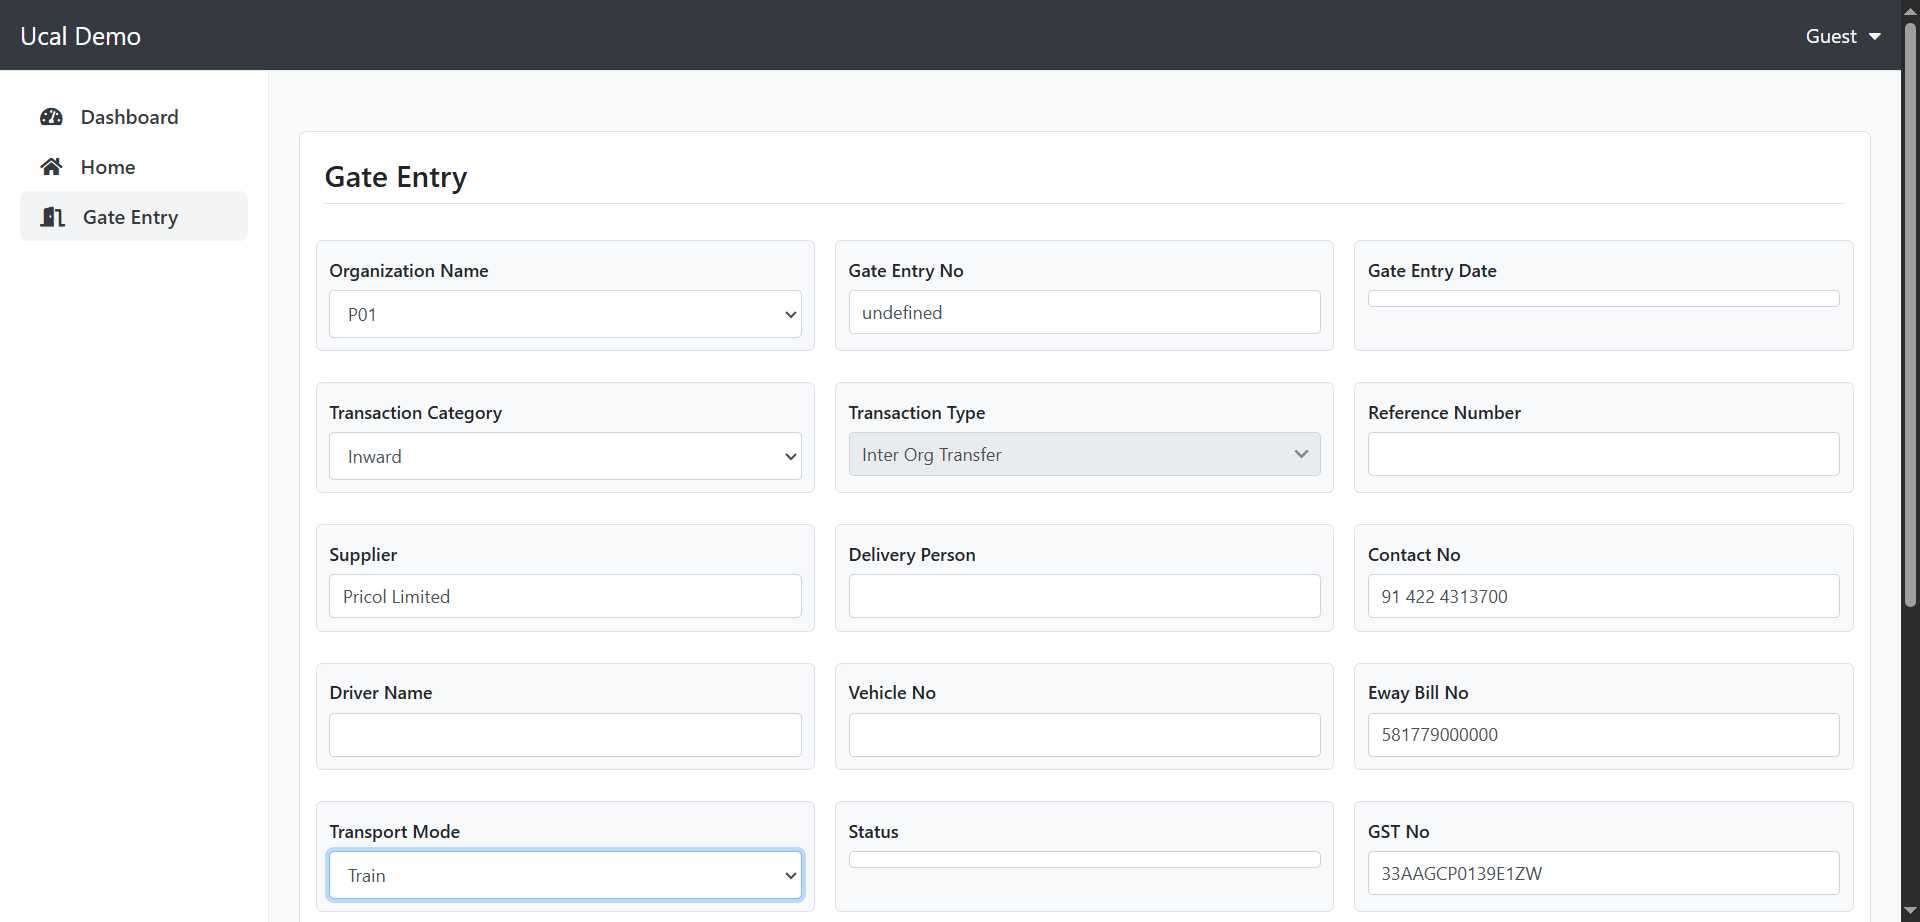 Ucal Demo
Guest
Dashboard
Home
Gate Entry
Gate Entry
Organization Name
Gate Entry No
Gate Entry Date
P01
undefined
Transaction Category
Transaction Type
Reference Number
Inward
Inter Org Transfer
Supplier
Delivery Person
Contact No
Pricol Limited
91 422 4313700
Driver Name
Vehicle No
Eway Bill No
581779000000
Transport Mode
Status
GST No
Train
33AAGCP0139E1ZW